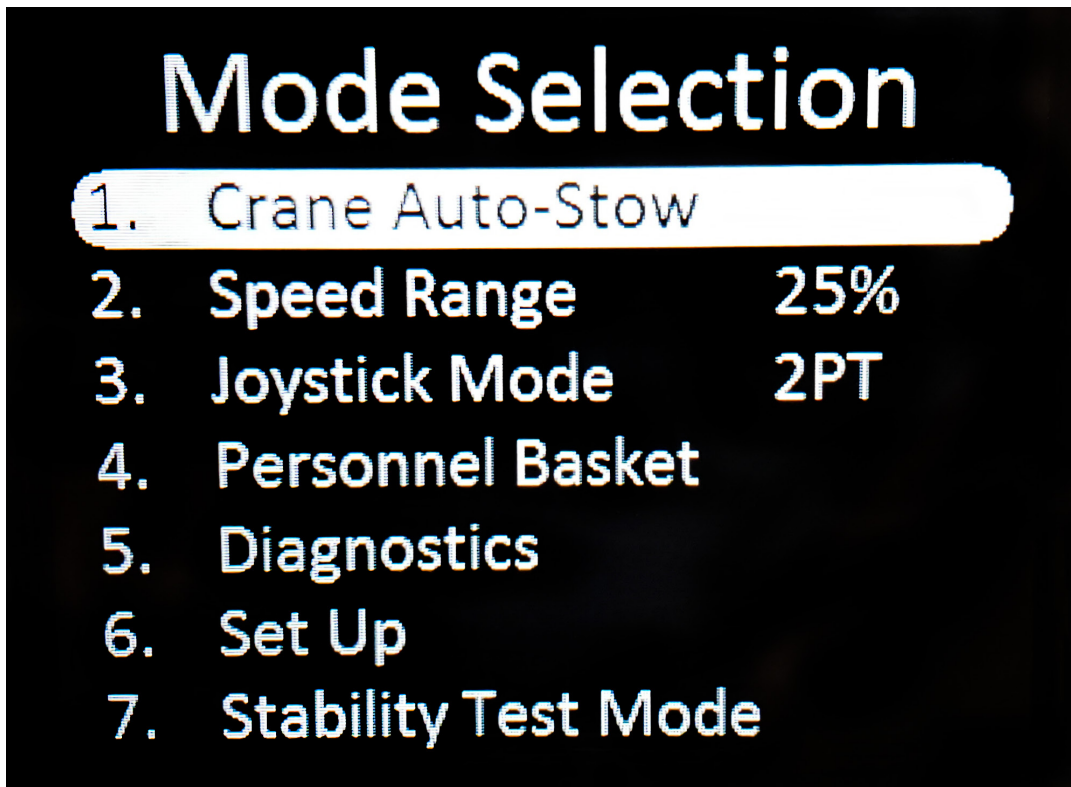 Mode Selection
1. Crane Auto-Stow
2. Speed Range 25%
3. Joystick Mode 2PT
4. Personnel Basket
5. Diagnostics
6. Set Up
7. Stability Test Mode